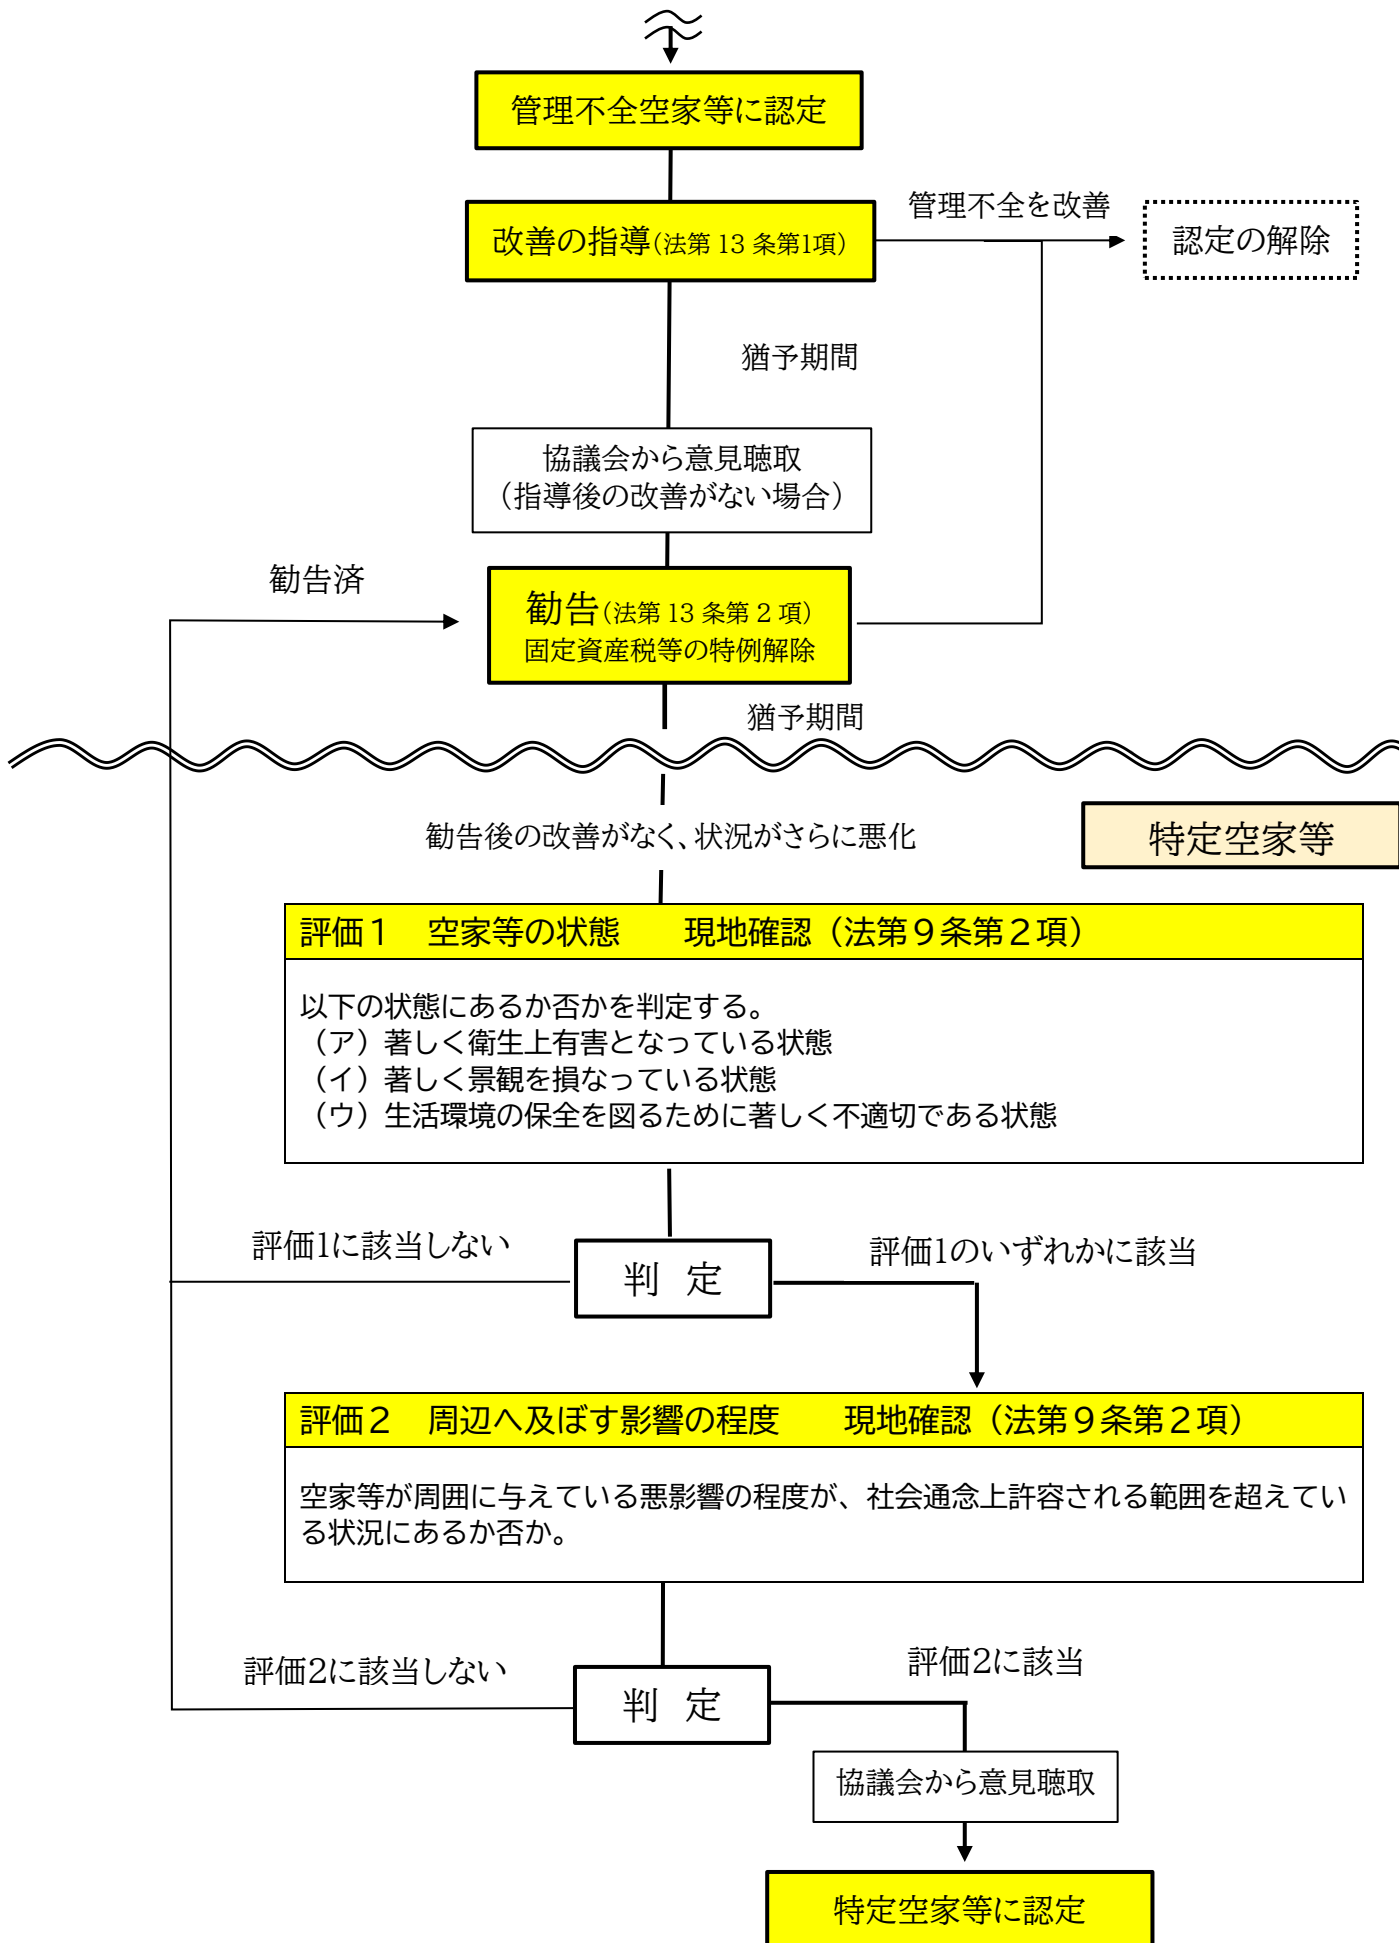 管理不全空家等に認定
管理不全を改善
改善の指導（法第 13 条第1項）
認定の解除
猶予期間
協議会から意見聴取
（指導後の改善がない場合）
勧告済
勧告（法第 13 条第 2 項）
固定資産税等の特例解除
猶予期間
勧告後の改善がなく、状況がさらに悪化
特定空家等
評価１　空家等の状態　　現地確認（法第９条第２項）
以下の状態にあるか否かを判定する。
（ア）著しく衛生上有害となっている状態
（イ）著しく景観を損なっている状態
（ウ）生活環境の保全を図るために著しく不適切である状態
評価1に該当しない
評価1のいずれかに該当
判　定
評価２　周辺へ及ぼす影響の程度　　現地確認（法第９条第２項）
空家等が周囲に与えている悪影響の程度が、社会通念上許容される範囲を超えてい
る状況にあるか否か。
評価2に該当しない
評価2に該当
判　定
協議会から意見聴取
特定空家等に認定